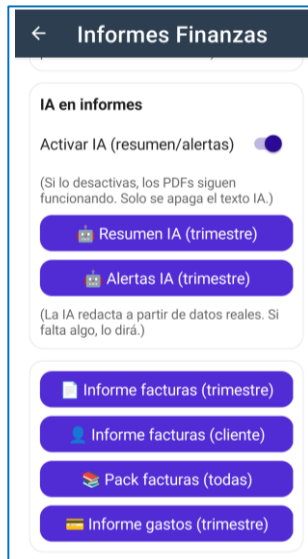 ← Informes Finanzas
IA en informes
Activar IA (resumen/alertas)
(Si lo desactivas, los PDFs siguen
funcionando. Solo se apaga el texto IA.)
🤖 Resumen IA (trimestre)
🤖 Alertas IA (trimestre)
(La IA redacta a partir de datos reales. Si
falta algo, lo dirá.)
📄 Informe facturas (trimestre)
👤 Informe facturas (cliente)
📚 Pack facturas (todas)
💳 Informe gastos (trimestre)